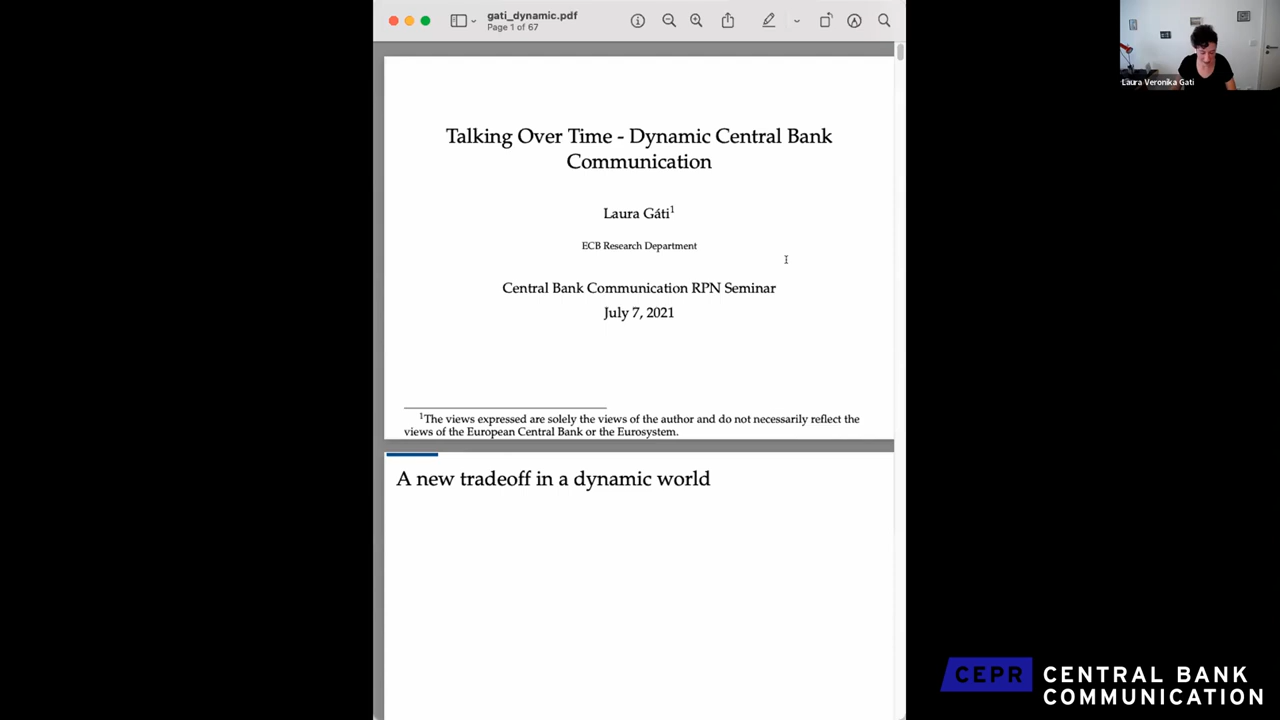 gati_dynamic.pdf
Page 1 of 67
Laura Veronika Gati
Talking Over Time - Dynamic Central Bank
Communication
Laura Gáti1
ECB Research Department
Central Bank Communication RPN Seminar
July 7, 2021
1The views expressed are solely the views of the author and do not necessarily reflect the
views of the European Central Bank or the Eurosystem.
A new tradeoff in a dynamic world
CEPR
CENTRAL BANK
COMMUNICATION